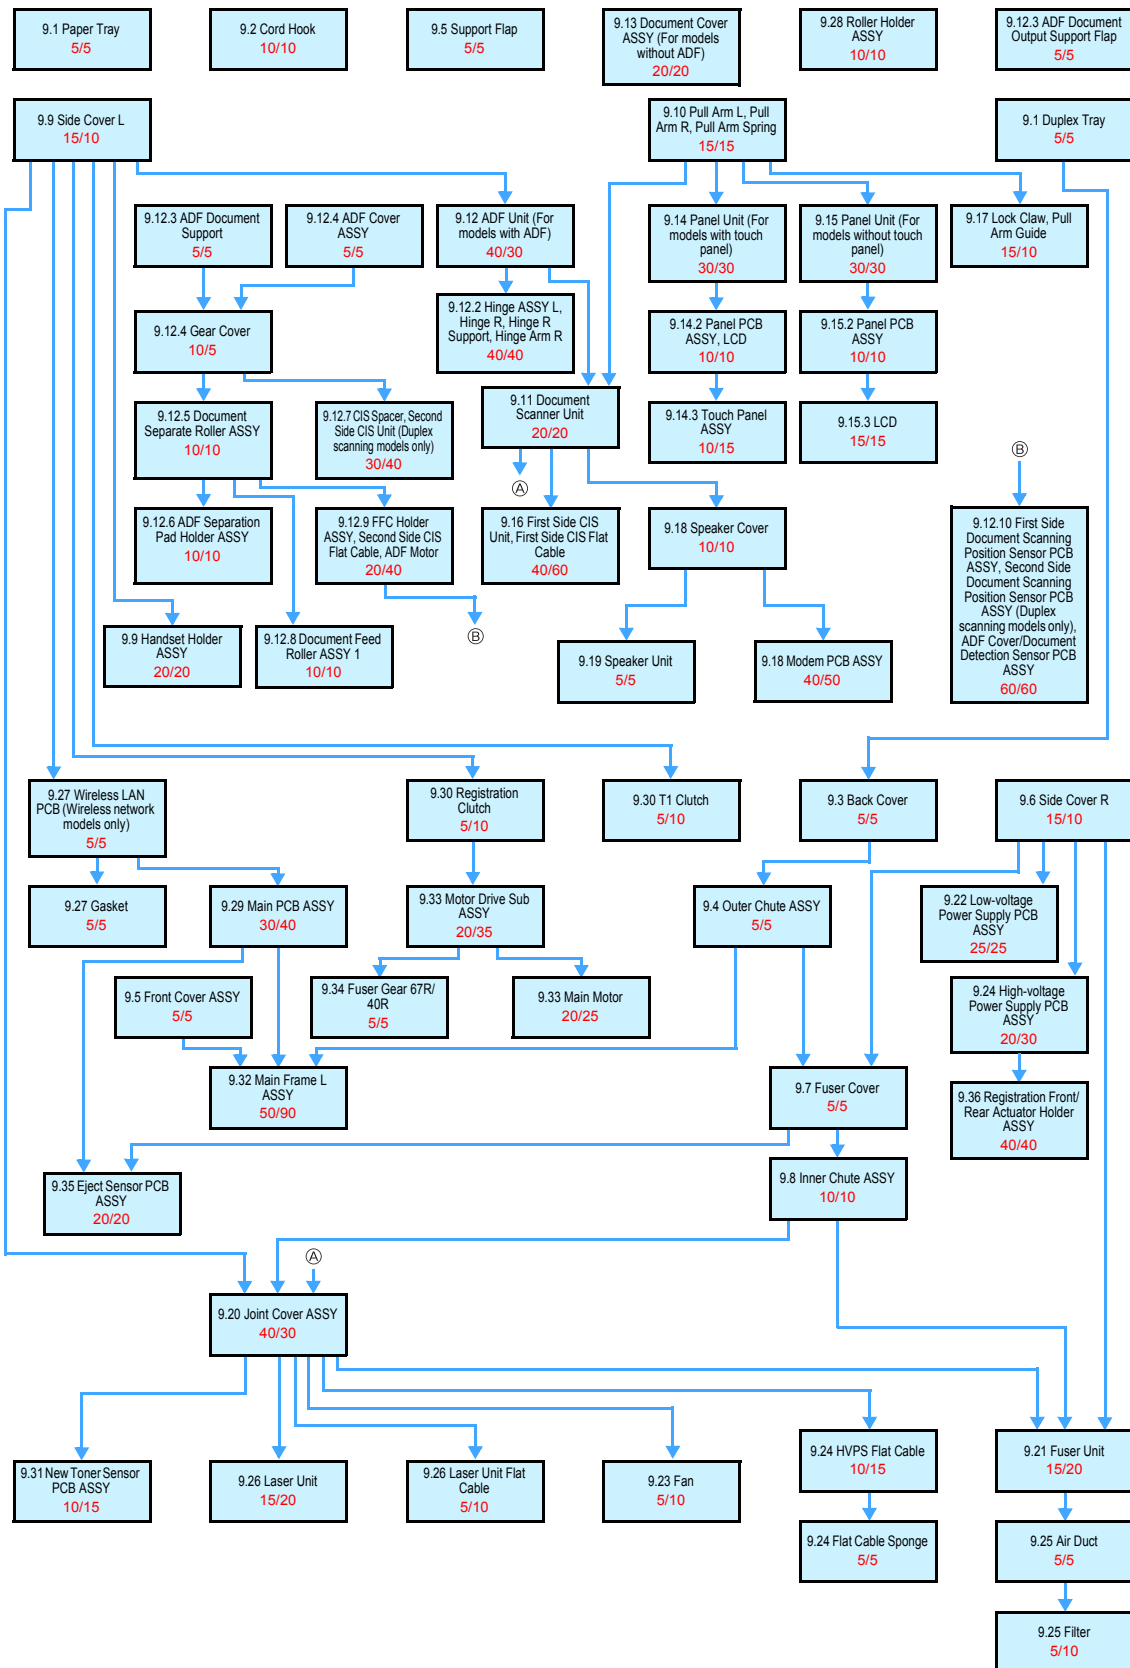 9.1 Paper Tray
5/5
9.2 Cord Hook
10/10
9.5 Support Flap
5/5
9.13 Document Cover
ASSY (For models
without ADF)
20/20
9.28 Roller Holder
ASSY
10/10
9.12.3 ADF Document
Output Support Flap
5/5
9.9 Side Cover L
15/10
9.10 Pull Arm L, Pull
Arm R, Pull Arm Spring
15/15
9.1 Duplex Tray
5/5
9.12.3 ADF Document
Support
5/5
9.12.4 ADF Cover
ASSY
5/5
9.12 ADF Unit (For
models with ADF)
40/30
9.14 Panel Unit (For
models with touch
panel)
30/30
9.15 Panel Unit (For
models without touch
panel)
30/30
9.17 Lock Claw, Pull
Arm Guide
15/10
9.12.4 Gear Cover
10/5
9.12.2 Hinge ASSY L,
Hinge R, Hinge R
Support, Hinge Arm R
40/40
9.14.2 Panel PCB
ASSY, LCD
10/10
9.15.2 Panel PCB
ASSY
10/10
9.12.5 Document
Separate Roller ASSY
10/10
9.12.7 CIS Spacer, Second
Side CIS Unit (Duplex
scanning models only)
30/40
9.11 Document
Scanner Unit
20/20
9.14.3 Touch Panel
ASSY
10/15
9.15.3 LCD
15/15
Ⓑ
Ⓐ
9.12.6 ADF Separation
Pad Holder ASSY
10/10
9.12.9 FFC Holder
ASSY, Second Side CIS
Flat Cable, ADF Motor
20/40
9.16 First Side CIS
Unit, First Side CIS Flat
Cable
40/60
9.18 Speaker Cover
10/10
9.12.10 First Side
Document Scanning
Position Sensor PCB
ASSY, Second Side
Document Scanning
Position Sensor PCB
ASSY (Duplex
scanning models only),
ADF Cover/Document
Detection Sensor PCB
ASSY
60/60
Ⓑ
9.9 Handset Holder
ASSY
20/20
9.12.8 Document Feed
Roller ASSY 1
10/10
9.19 Speaker Unit
5/5
9.18 Modem PCB ASSY
40/50
9.27 Wireless LAN
PCB (Wireless network
models only)
5/5
9.30 Registration
Clutch
5/10
9.30 T1 Clutch
5/10
9.3 Back Cover
5/5
9.6 Side Cover R
15/10
9.27 Gasket
5/5
9.29 Main PCB ASSY
30/40
9.33 Motor Drive Sub
ASSY
20/35
9.4 Outer Chute ASSY
5/5
9.22 Low-voltage
Power Supply PCB
ASSY
25/25
9.5 Front Cover ASSY
5/5
9.34 Fuser Gear 67R/
40R
5/5
9.33 Main Motor
20/25
9.24 High-voltage
Power Supply PCB
ASSY
20/30
9.32 Main Frame L
ASSY
50/90
9.7 Fuser Cover
5/5
9.36 Registration Front/
Rear Actuator Holder
ASSY
40/40
9.35 Eject Sensor PCB
ASSY
20/20
9.8 Inner Chute ASSY
10/10
Ⓐ
9.20 Joint Cover ASSY
40/30
9.31 New Toner Sensor
PCB ASSY
10/15
9.26 Laser Unit
15/20
9.26 Laser Unit Flat
Cable
5/10
9.23 Fan
5/10
9.24 HVPS Flat Cable
10/15
9.21 Fuser Unit
15/20
9.24 Flat Cable Sponge
5/5
9.25 Air Duct
5/5
9.25 Filter
5/10